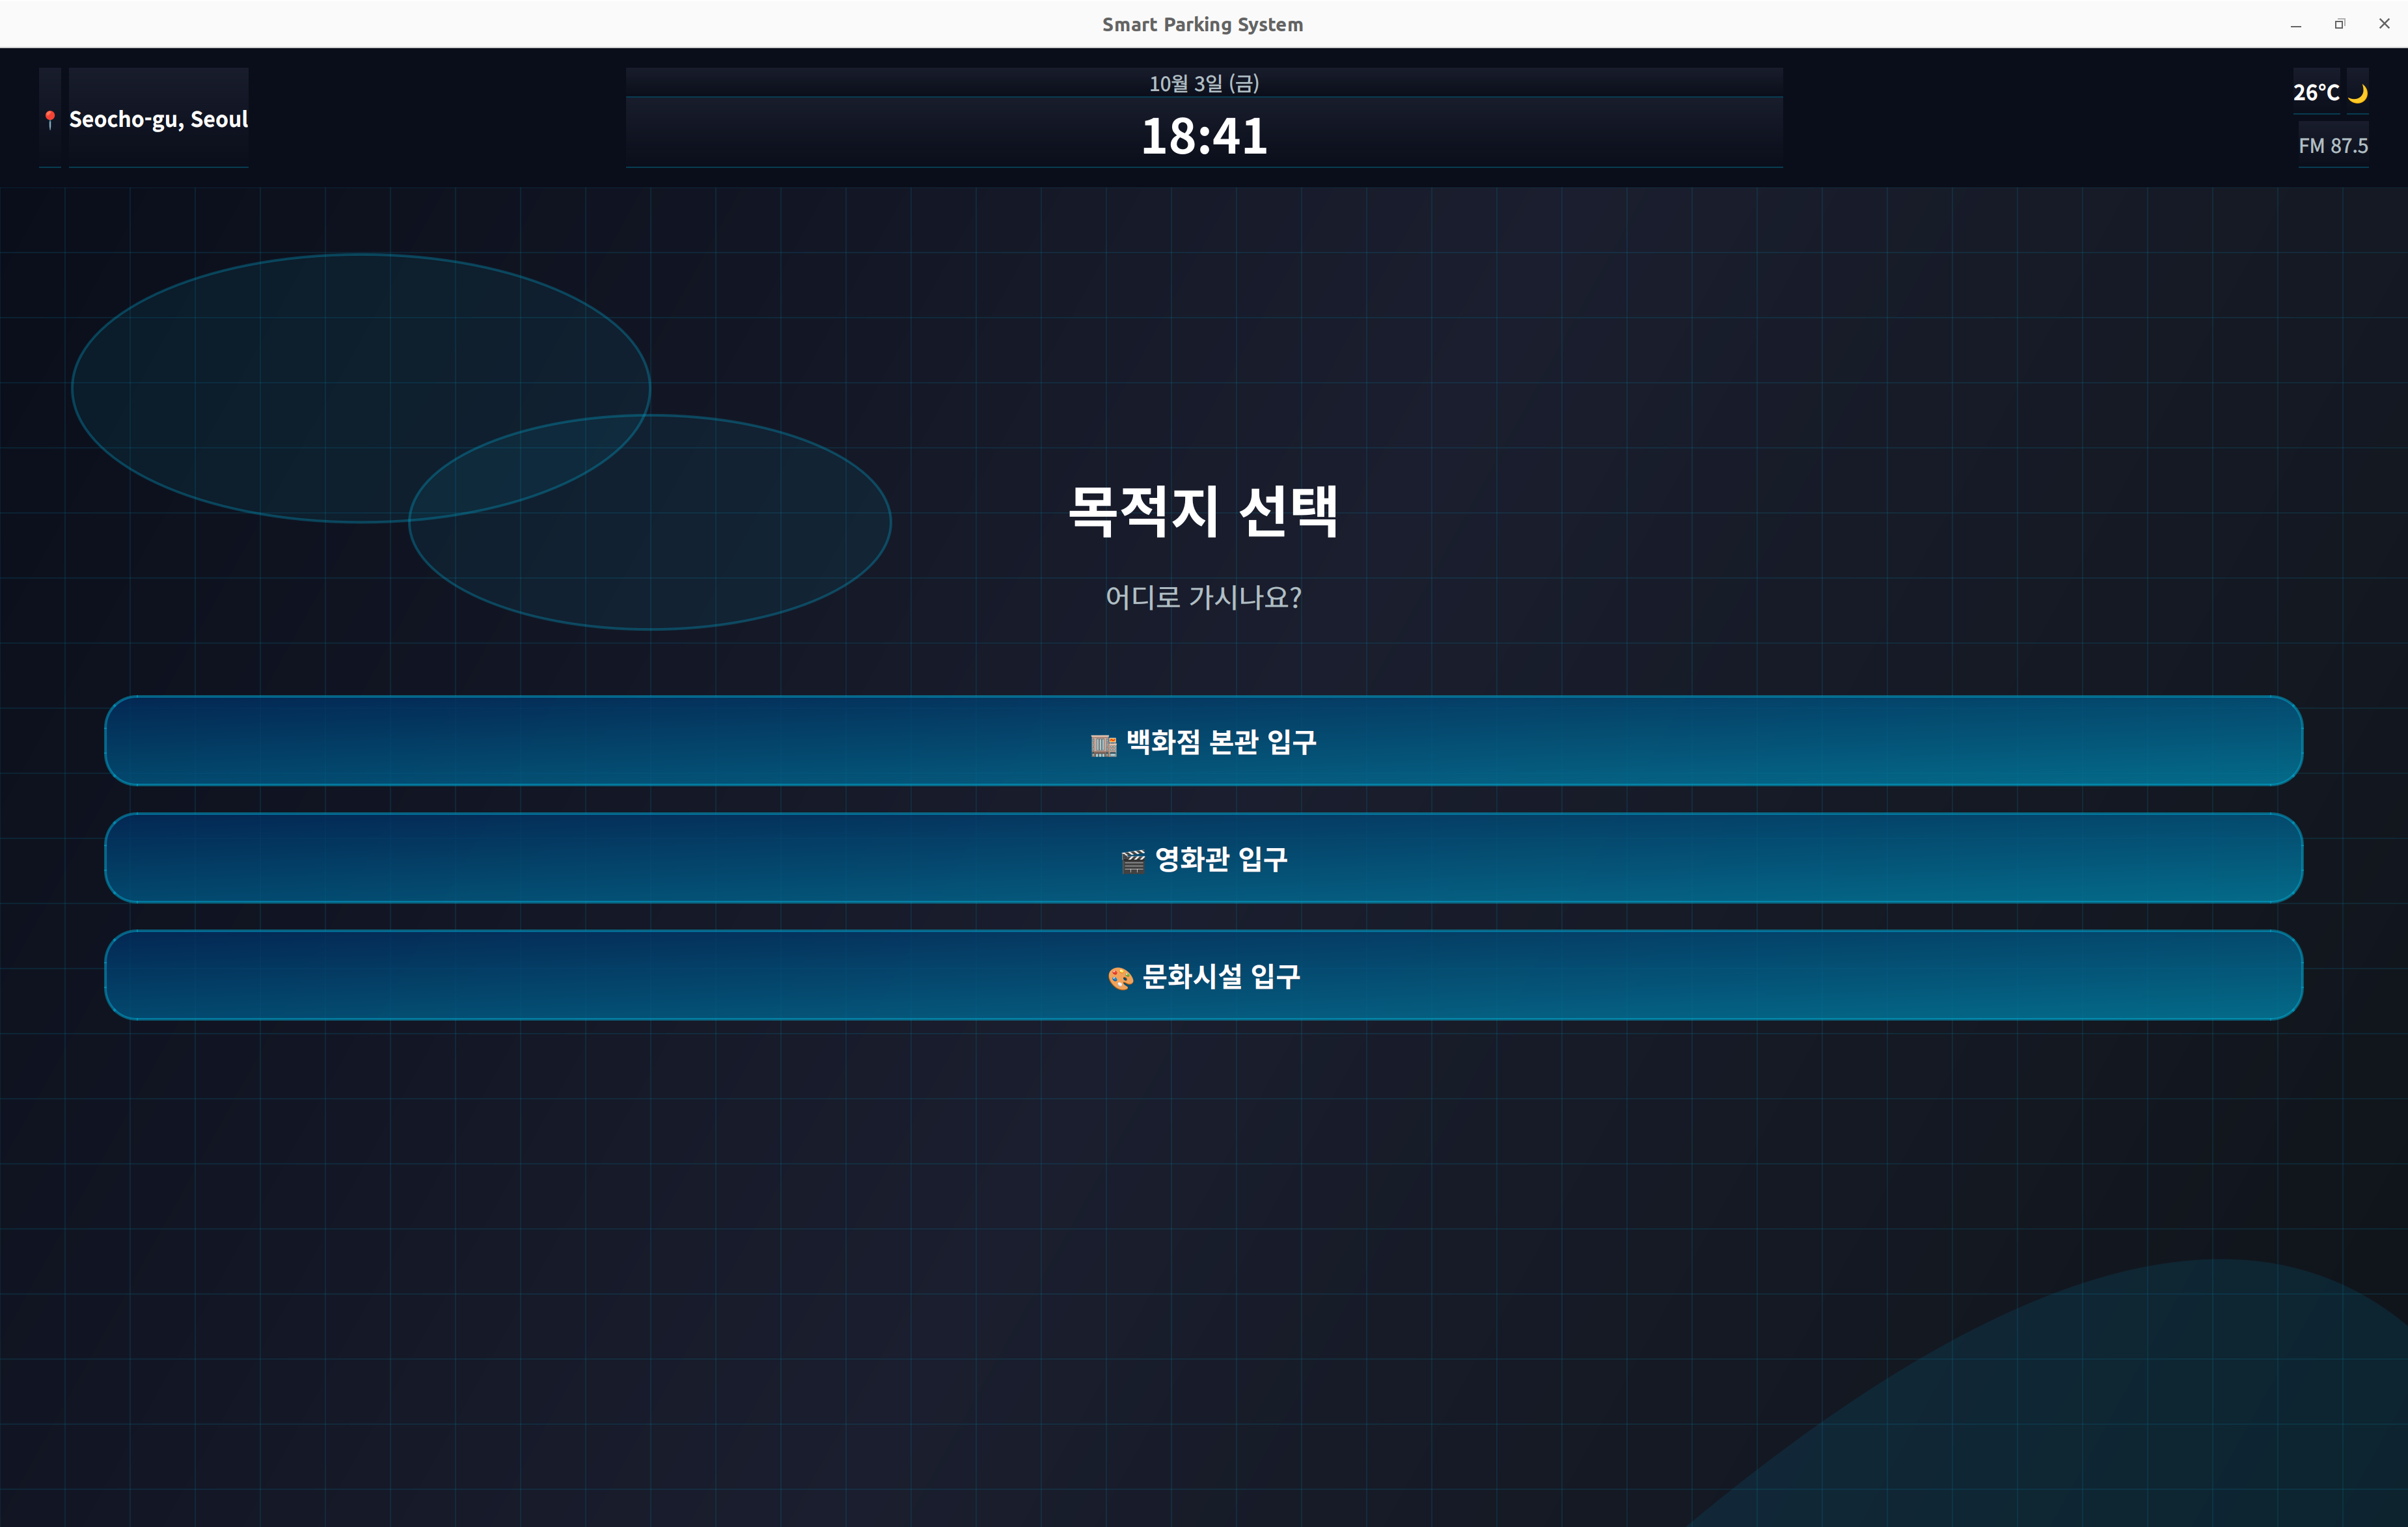 Smart Parking System
📍 Seocho-gu, Seoul
10월 3일 (금)
18:41
26°C 🌙
FM 87.5
목적지 선택
어디로 가시나요?
🏬 백화점 본관 입구
🎬 영화관 입구
🎨 문화시설 입구